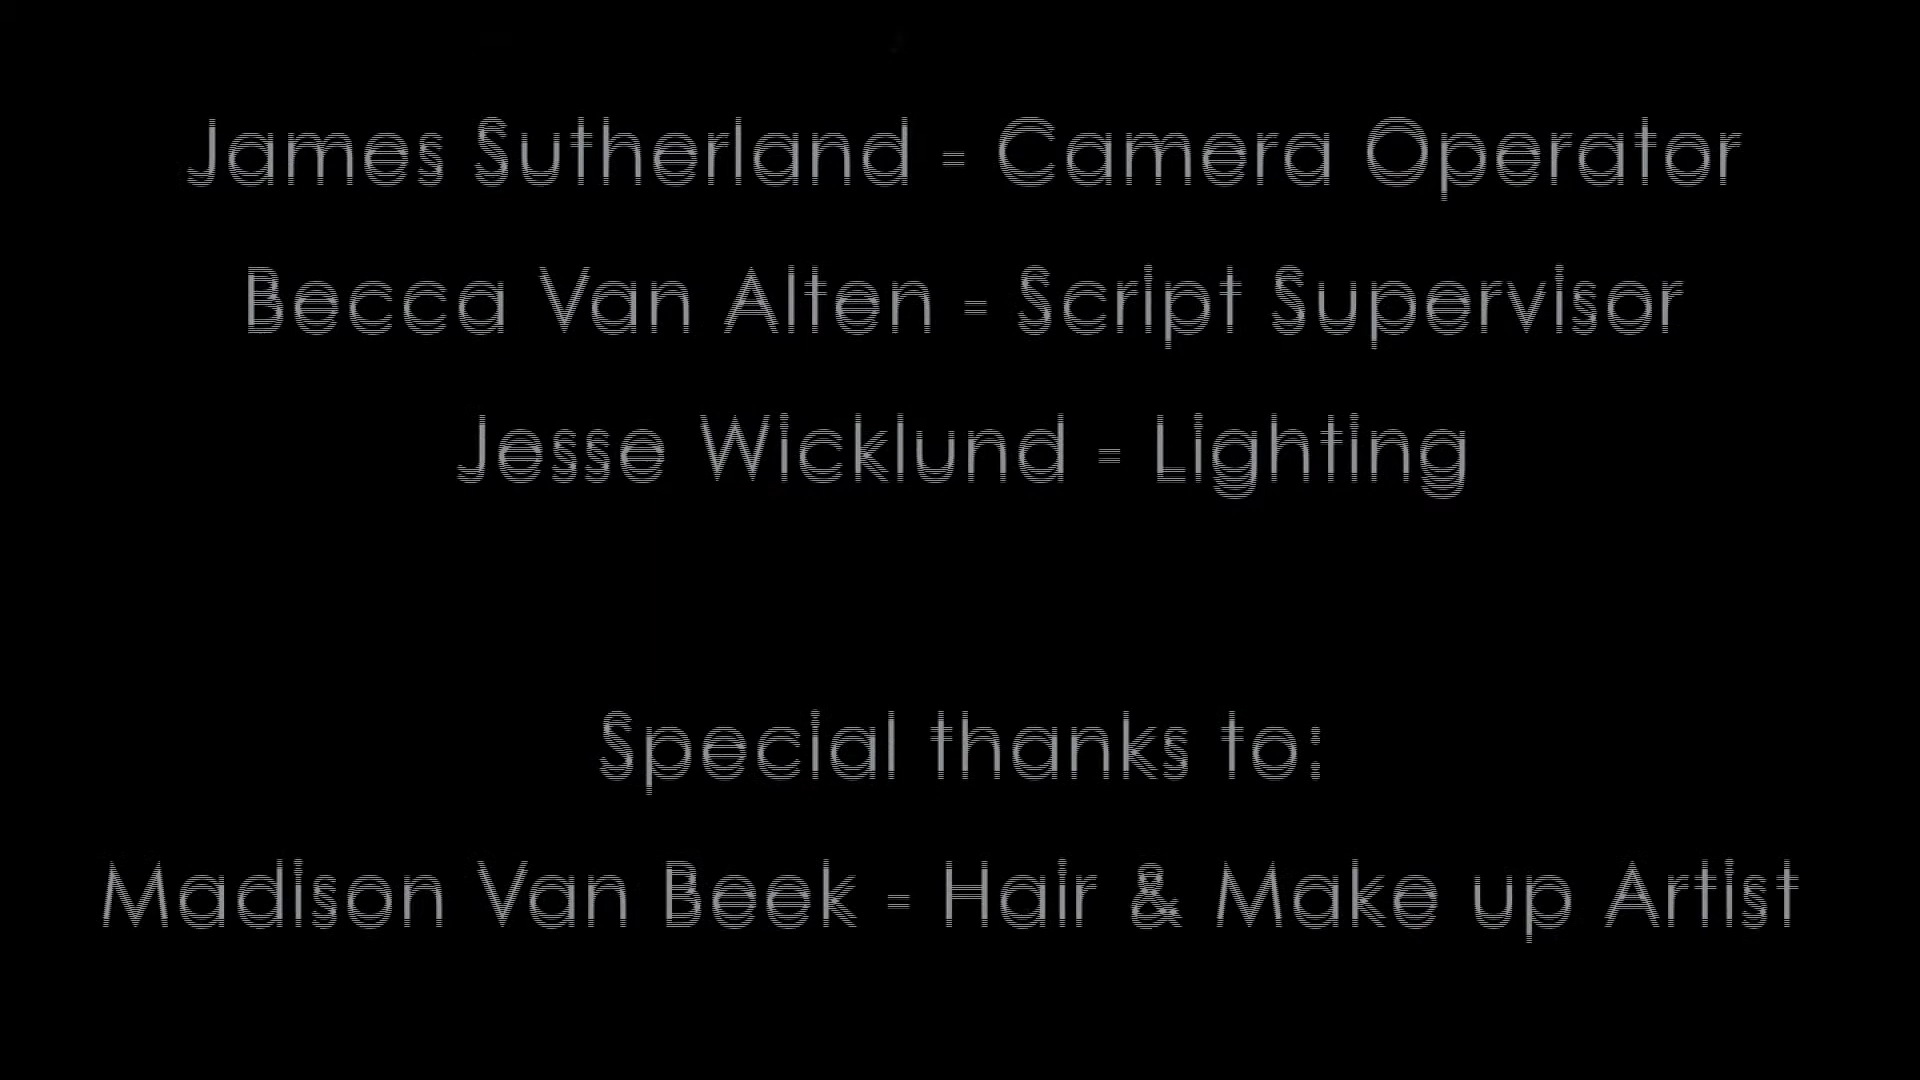 James Sutherland - Camera Operator
Becca Van Alten - Script Supervisor
Jesse Wicklund - Lighting
Special thanks to:
Madison Van Beek - Hair & Make up Artist